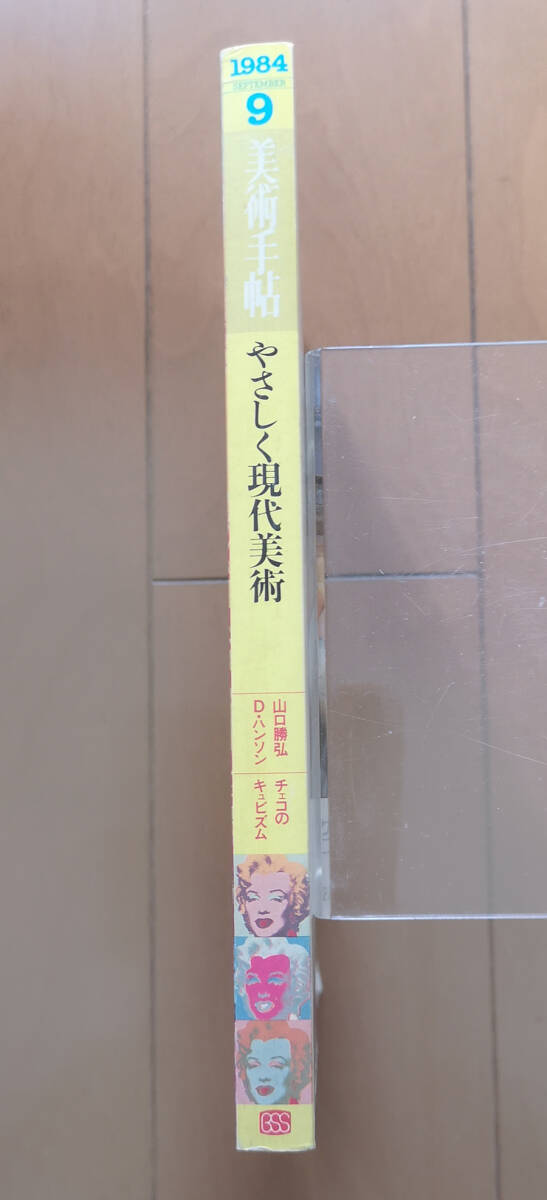 1984
SEPTEMBER
9
美術手帖
やさしく現代美術
山口勝弘
D・ハンソン
チェコの
キュビズム
BSS